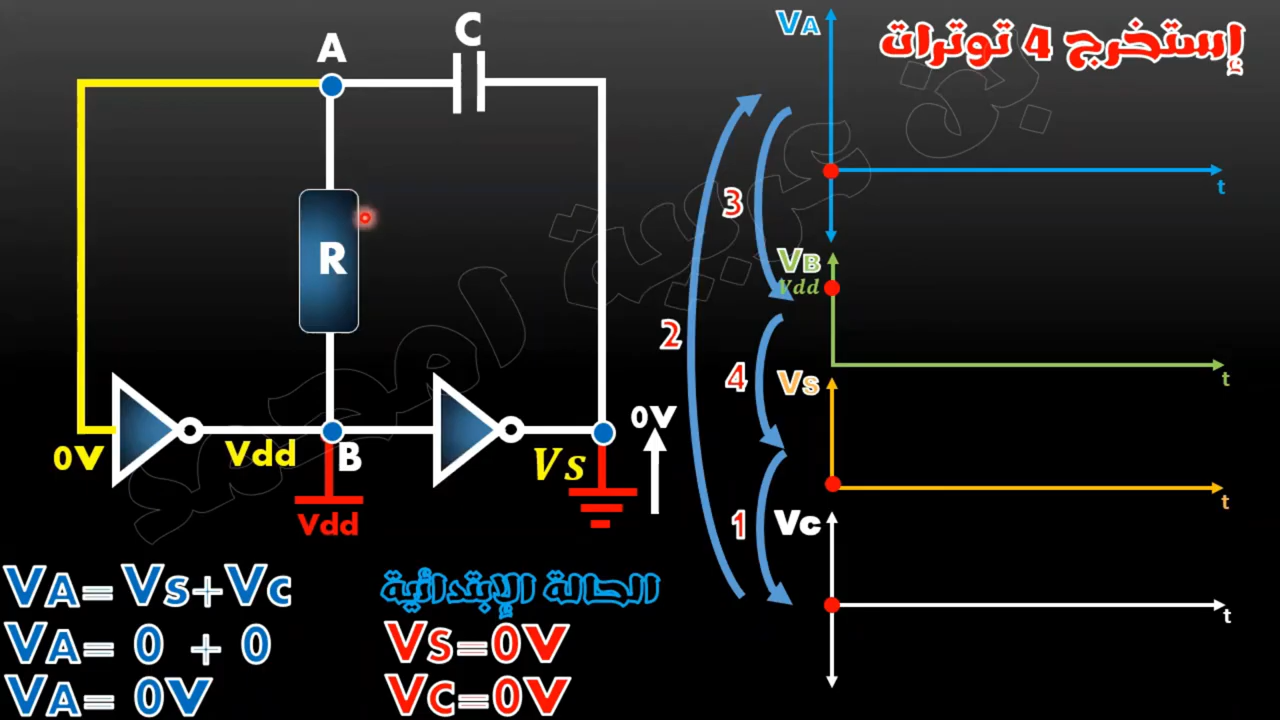 إستخرج 4 توترات
A
C
R
0V
Vdd
B
Vs
0V
Vdd
VA= Vs+Vc
VA= 0 + 0
VA= 0V
الحالة الإبتدائية
Vs=0V
Vc=0V
2
3
4
1
VA
t
VB
Vdd
t
Vs
t
Vc
t